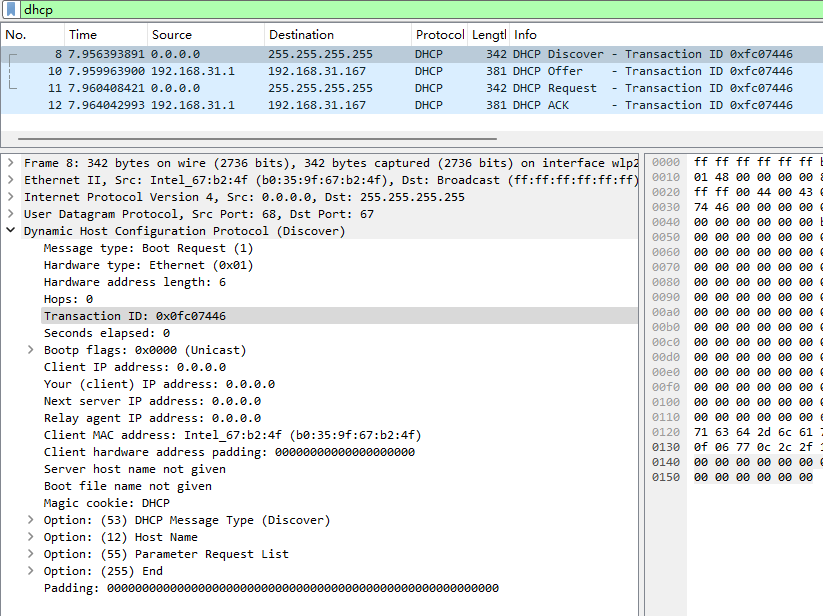 dhcp
No. Time Source Destination Protocol Lengtl Info
8 7.956393891 0.0.0.0 255.255.255.255 DHCP 342 DHCP Discover - Transaction ID 0xfc07446
10 7.959963900 192.168.31.1 192.168.31.167 DHCP 381 DHCP Offer - Transaction ID 0xfc07446
11 7.960408421 0.0.0.0 255.255.255.255 DHCP 342 DHCP Request - Transaction ID 0xfc07446
12 7.964042993 192.168.31.1 192.168.31.167 DHCP 381 DHCP ACK - Transaction ID 0xfc07446
Frame 8: 342 bytes on wire (2736 bits), 342 bytes captured (2736 bits) on interface wlp2
Ethernet II, Src: Intel_67:b2:4f (b0:35:9f:67:b2:4f), Dst: Broadcast (ff:ff:ff:ff:ff:ff)
Internet Protocol Version 4, Src: 0.0.0.0, Dst: 255.255.255.255
User Datagram Protocol, Src Port: 68, Dst Port: 67
Dynamic Host Configuration Protocol (Discover)
Message type: Boot Request (1)
Hardware type: Ethernet (0x01)
Hardware address length: 6
Hops: 0
Transaction ID: 0x0fc07446
Seconds elapsed: 0
Bootp flags: 0x0000 (Unicast)
Client IP address: 0.0.0.0
Your (client) IP address: 0.0.0.0
Next server IP address: 0.0.0.0
Relay agent IP address: 0.0.0.0
Client MAC address: Intel_67:b2:4f (b0:35:9f:67:b2:4f)
Client hardware address padding: 00000000000000000000
Server host name not given
Boot file name not given
Magic cookie: DHCP
Option: (53) DHCP Message Type (Discover)
Option: (12) Host Name
Option: (55) Parameter Request List
Option: (255) End
Padding: 00000000000000000000000000000000000000000000000000000000
0000 ff ff ff ff ff ff
0010 01 48 00 00 00 00
0020 ff ff 00 44 00 43
0030 74 46 00 00 00 00
0040 00 00 00 00 00 00
0050 00 00 00 00 00 00
0060 00 00 00 00 00 00
0070 00 00 00 00 00 00
0080 00 00 00 00 00 00
0090 00 00 00 00 00 00
00a0 00 00 00 00 00 00
00b0 00 00 00 00 00 00
00c0 00 00 00 00 00 00
00d0 00 00 00 00 00 00
00e0 00 00 00 00 00 00
00f0 00 00 00 00 00 00
0100 00 00 00 00 00 00
0110 00 00 00 00 00 00
0120 71 63 64 2d 6c 61
0130 0f 06 77 0c 2c 2f
0140 00 00 00 00 00 00
0150 00 00 00 00 00 00